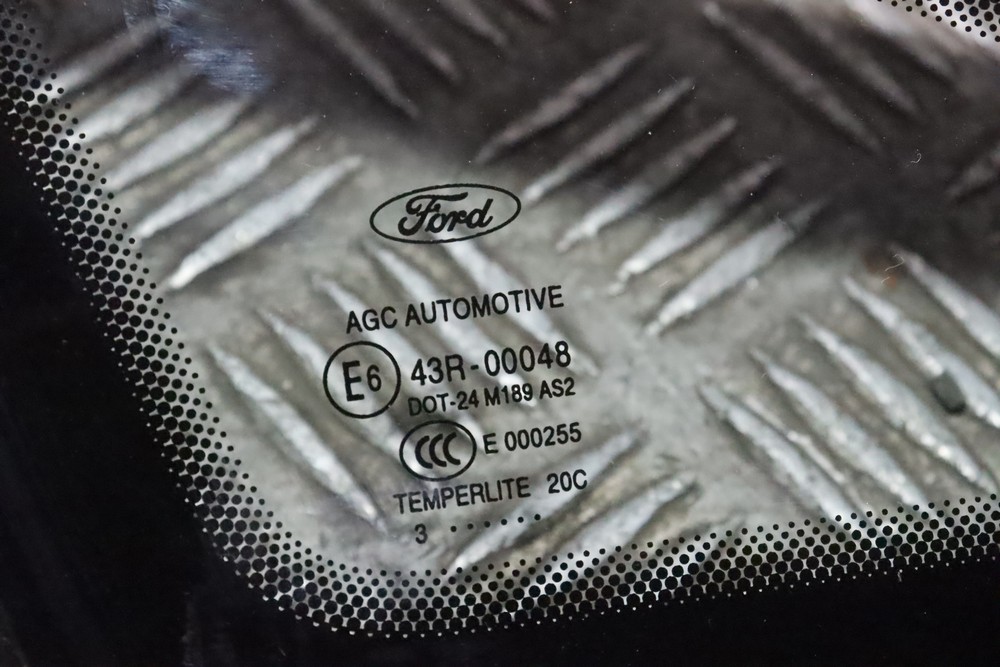 Ford
AGC AUTOMOTIVE
E6 43R-00048
DOT-24 M189 AS2
CCC E 000255
TEMPERLITE 20C
3 .......